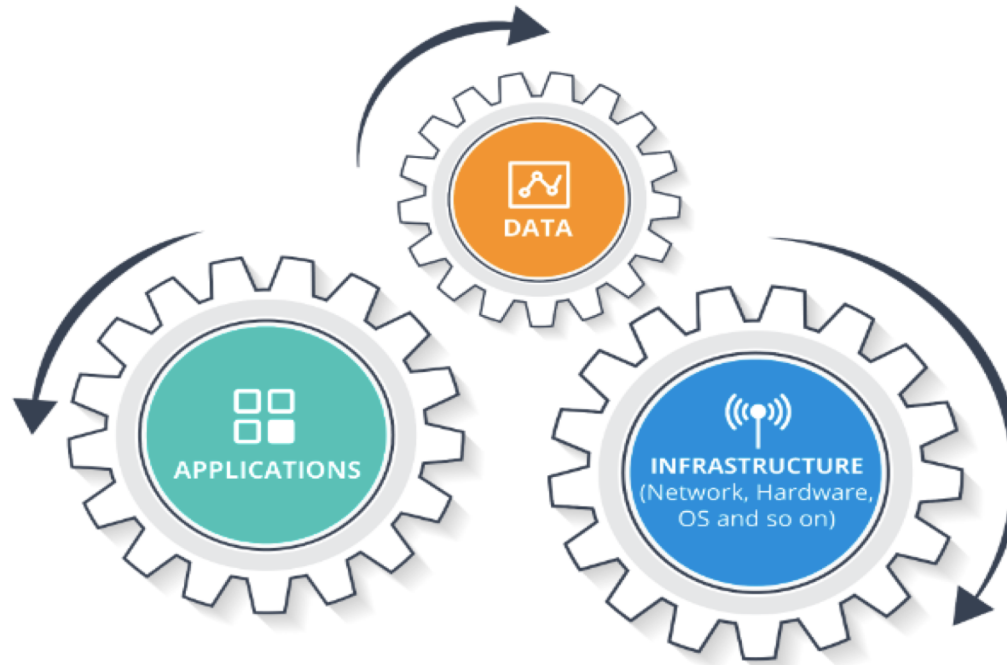 DATA
APPLICATIONS
INFRASTRUCTURE
(Network, Hardware,
OS and so on)